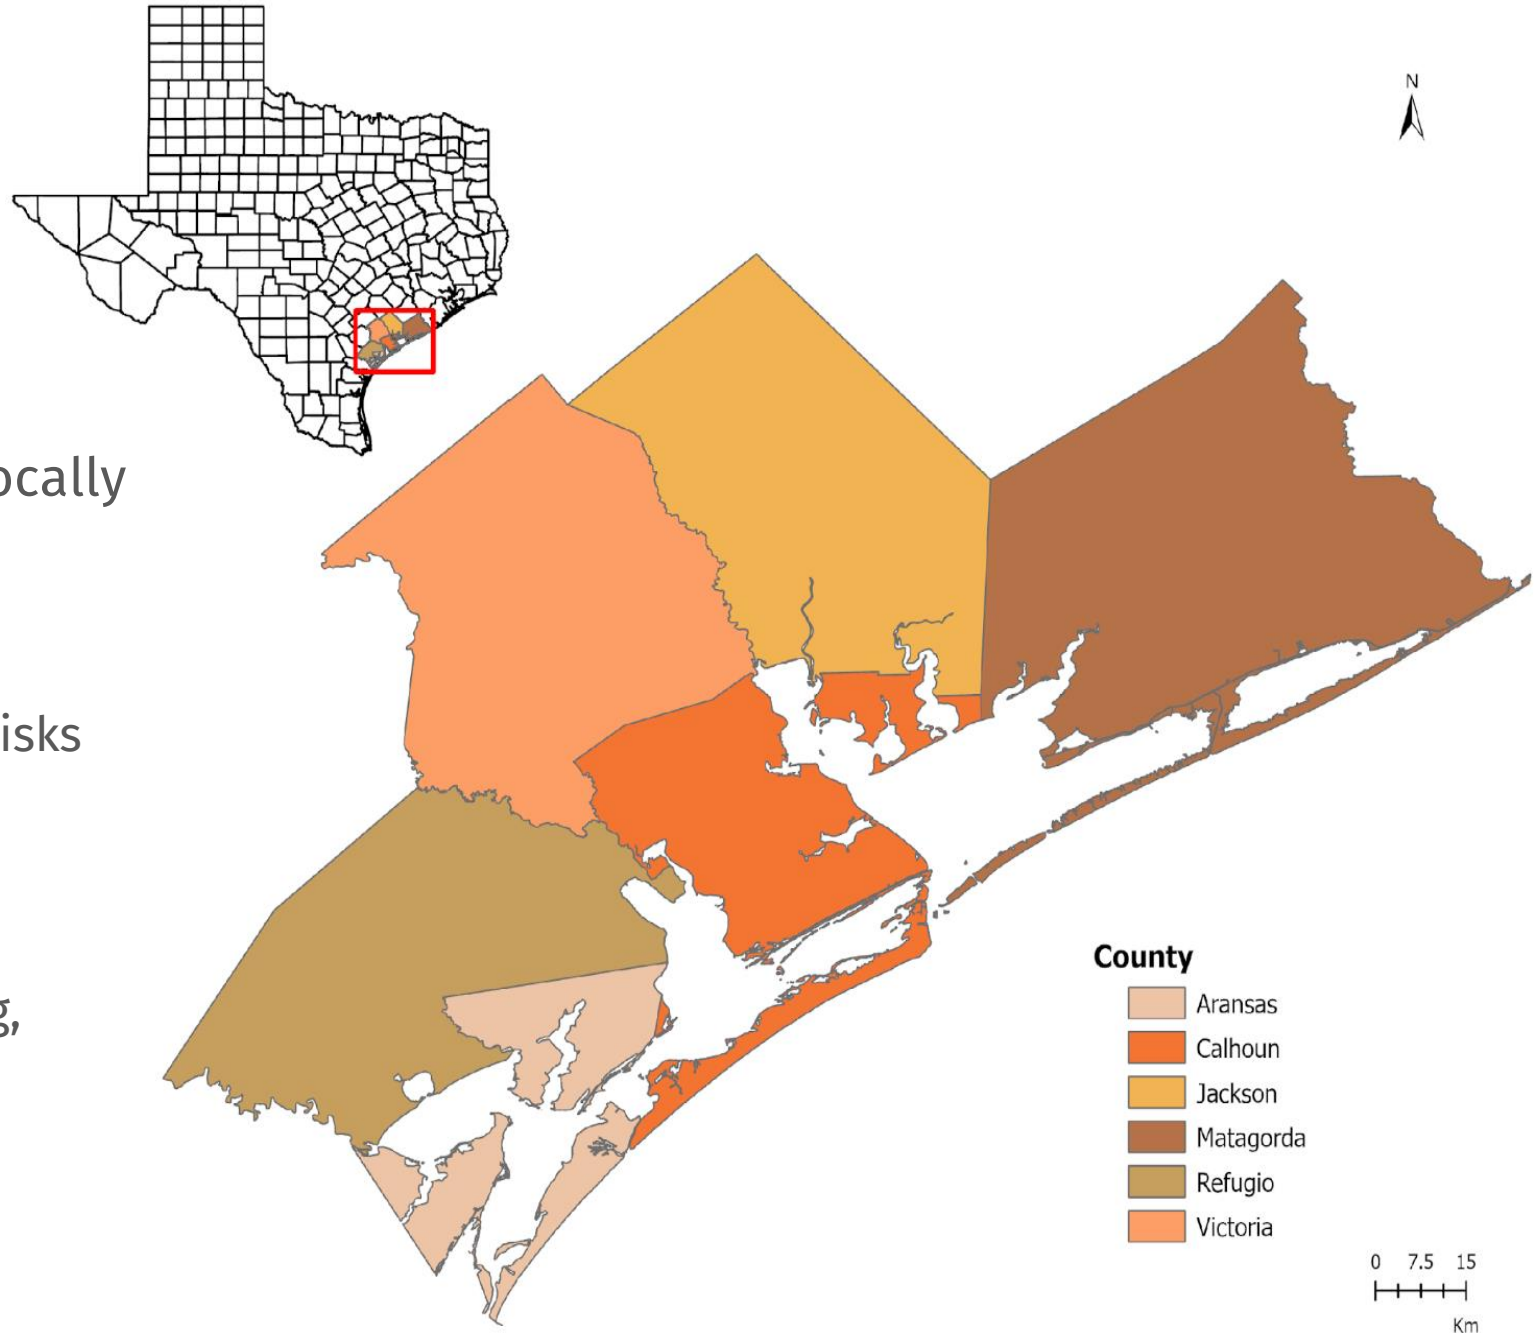 N
ocally
isks
g,
County
Aransas
Calhoun
Jackson
Matagorda
Refugio
Victoria
0 7.5 15
Km